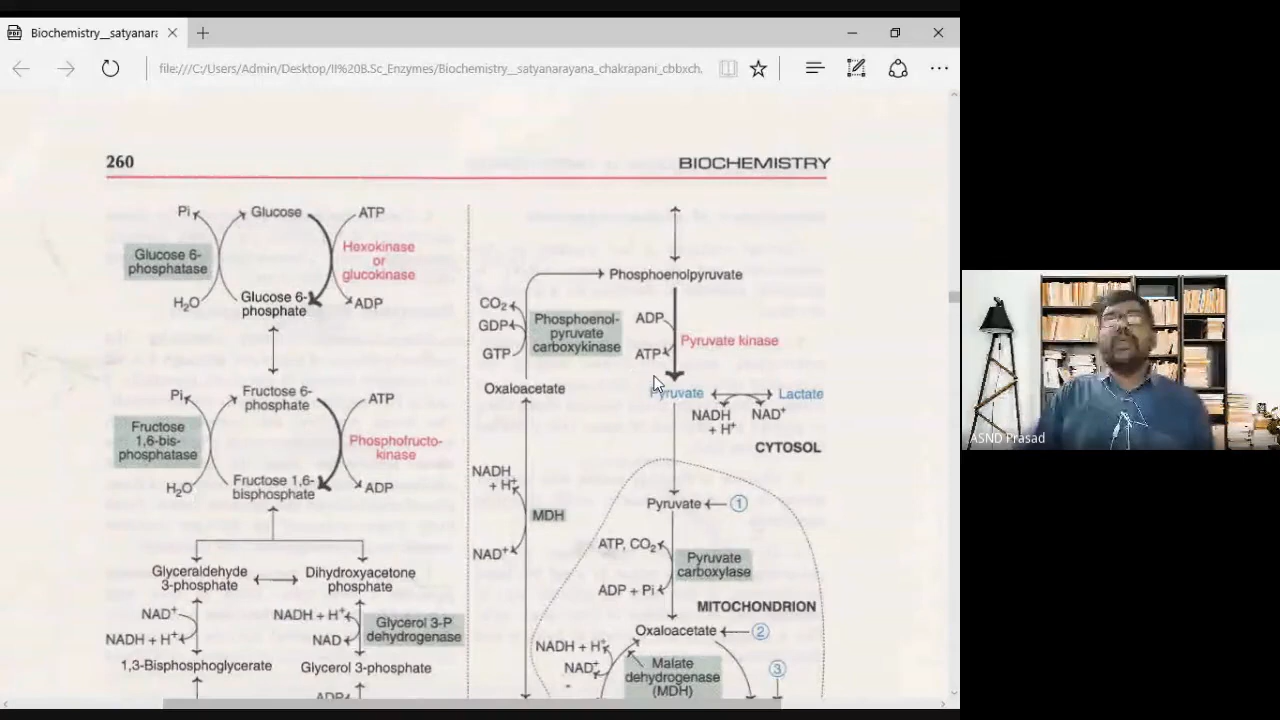 Biochemistry__satyanara
file:///C:/Users/Admin/Desktop/II%20B.Sc_Enzymes/Biochemistry__satyanarayana_chakrapani_cbbxch.
260
BIOCHEMISTRY
Pi
Glucose
ATP
Glucose 6-
phosphatase
Hexokinase
or
glucokinase
H₂O
Glucose 6-
phosphate
ADP
Pi
Fructose 6-
phosphate
ATP
Fructose
1,6-bis-
phosphatase
Phosphofructo-
kinase
H₂O
Fructose 1,6-
bisphosphate
ADP
Glyceraldehyde
3-phosphate
Dihydroxyacetone
phosphate
NAD⁺
NADH + H⁺
NADH + H⁺
NAD
Glycerol 3-P
dehydrogenase
1,3-Bisphosphoglycerate
Glycerol 3-phosphate
ADP
Phosphoenolpyruvate
CO₂
GDP
GTP
Phosphoenol-
pyruvate
carboxykinase
ADP
ATP
Pyruvate kinase
Oxaloacetate
Pyruvate
Lactate
NADH
+ H⁺
NAD⁺
CYTOSOL
NADH
+ H⁺
MDH
NAD⁺
Pyruvate
1
ATP, CO₂
Pyruvate
carboxylase
ADP + Pi
MITOCHONDRION
Oxaloacetate
2
NADH + H⁺
NAD⁺
Malate
dehydrogenase
(MDH)
3
ASND Prasad